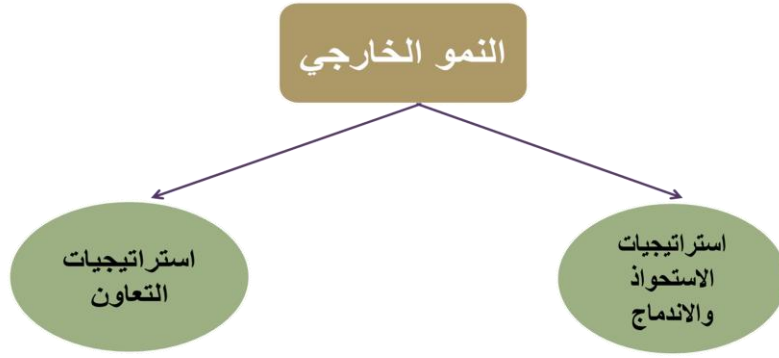 النمو الخارجي
استراتيجيات
الاستحواذ
والاندماج
استراتيجيات
التعاون